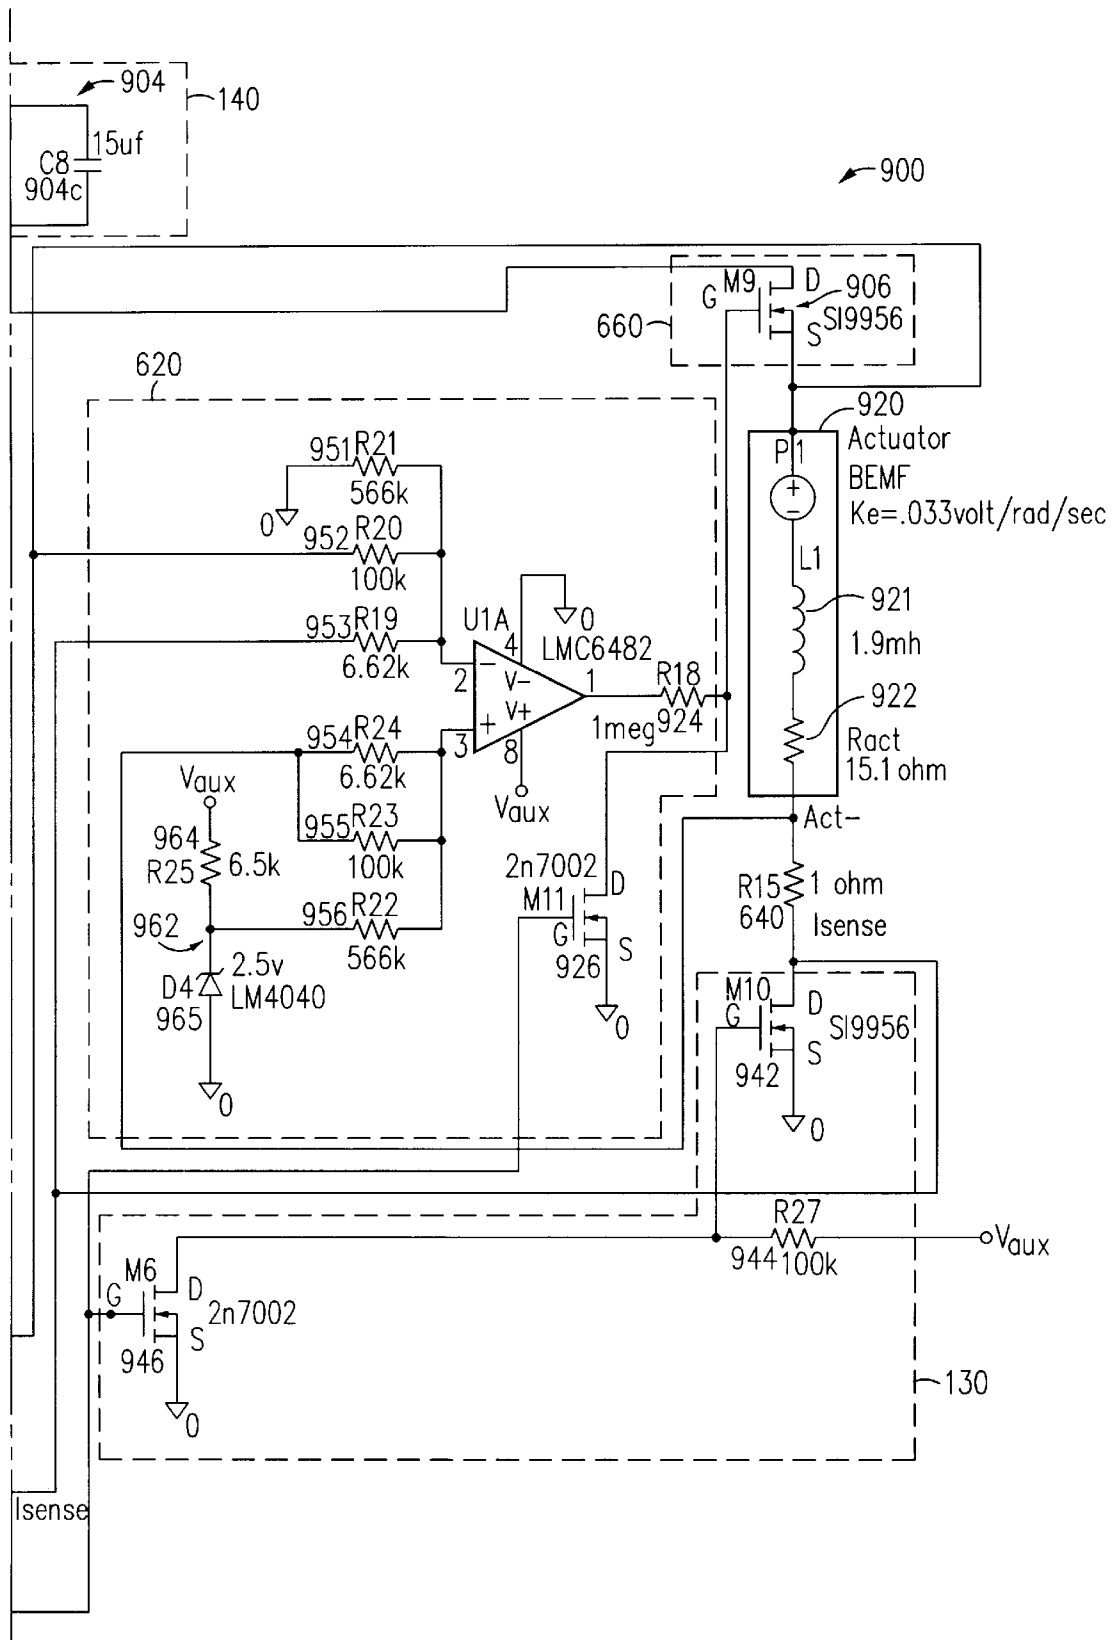 904
140
15uf
C8
904c
900
M9
D
G
906
SI9956
S
660
620
920
Actuator
P1
BEMF
Ke=.033volt/rad/sec
+
−
L1
921
1.9mh
922
Ract
15.1 ohm
951 R21
566k
0
952 R20
100k
953 R19
6.62k
U1A
4
0
LMC6482
2
−
V-
1
R18
1meg 924
+
V+
3
8
Vaux
954 R24
6.62k
Vaux
955 R23
100k
964
R25
6.5k
962
956 R22
566k
D4
965
2.5v
LM4040
0
2n7002
D
M11
G
S
926
0
Act-
R15
640
1 ohm
Isense
M10
G
D
SI9956
S
942
0
R27
944
100k
Vaux
M6
G
D
2n7002
S
946
0
130
Isense